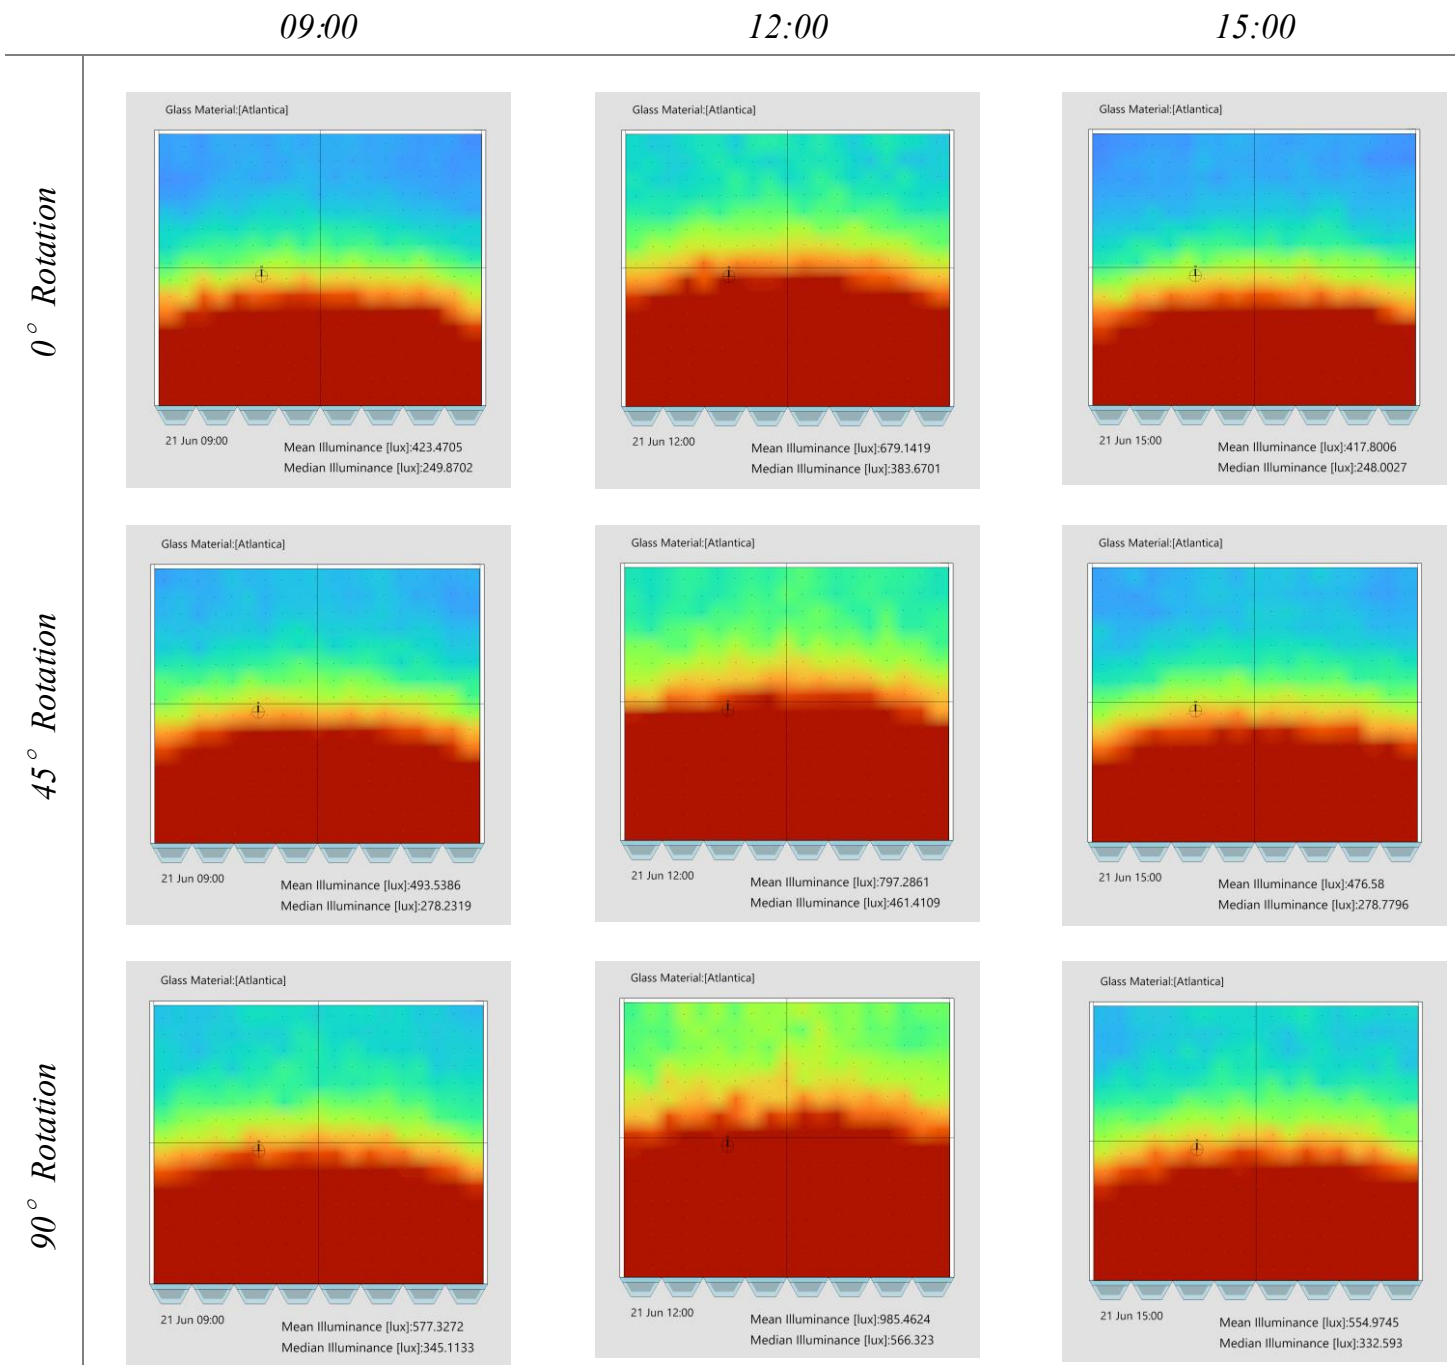 09:00 12:00 15:00
0° Rotation
Glass Material:[Atlantica]
21 Jun 09:00
Mean Illuminance [lux]:423.4705
Median Illuminance [lux]:249.8702
Glass Material:[Atlantica]
21 Jun 12:00
Mean Illuminance [lux]:679.1419
Median Illuminance [lux]:383.6701
Glass Material:[Atlantica]
21 Jun 15:00
Mean Illuminance [lux]:417.8006
Median Illuminance [lux]:248.0027
45° Rotation
Glass Material:[Atlantica]
21 Jun 09:00
Mean Illuminance [lux]:493.5386
Median Illuminance [lux]:278.2319
Glass Material:[Atlantica]
21 Jun 12:00
Mean Illuminance [lux]:797.2861
Median Illuminance [lux]:461.4109
Glass Material:[Atlantica]
21 Jun 15:00
Mean Illuminance [lux]:476.58
Median Illuminance [lux]:278.7796
90° Rotation
Glass Material:[Atlantica]
21 Jun 09:00
Mean Illuminance [lux]:577.3272
Median Illuminance [lux]:345.1133
Glass Material:[Atlantica]
21 Jun 12:00
Mean Illuminance [lux]:985.4624
Median Illuminance [lux]:566.323
Glass Material:[Atlantica]
21 Jun 15:00
Mean Illuminance [lux]:554.9745
Median Illuminance [lux]:332.593